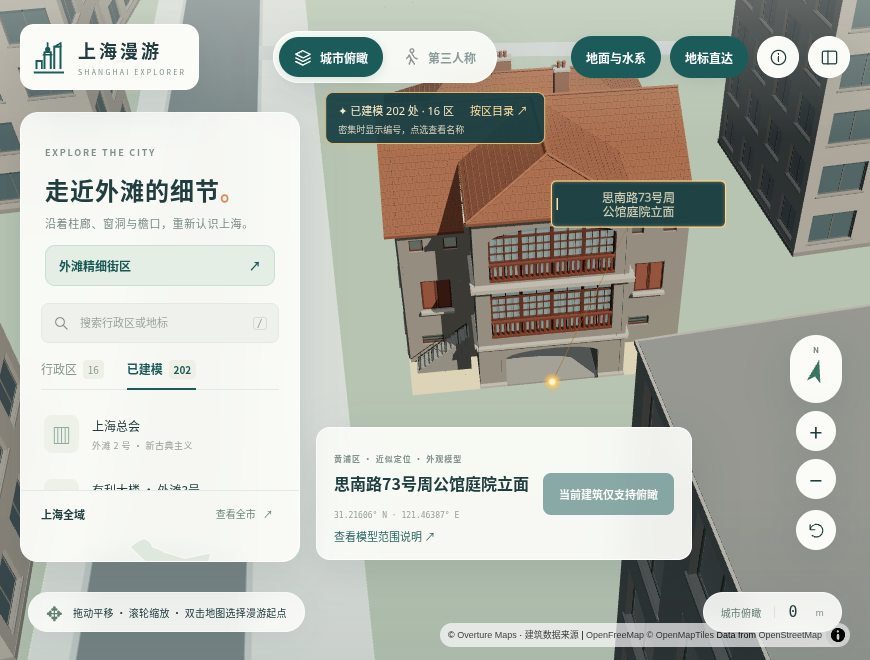 上海漫游
SHANGHAI EXPLORER
城市俯瞰
第三人称
地面与水系
地标直达
✦ 已建模 202 处 · 16 区 按区目录 ↗
密集时显示编号，点选查看名称
思南路73号周
公馆庭院立面
EXPLORE THE CITY
走近外滩的细节。
沿着柱廊、窗洞与檐口，重新认识上海。
外滩精细街区 ↗
搜索行政区或地标 /
行政区 16 已建模 202
上海总会
外滩 2 号 · 新古典主义
有利大楼 · 外滩3号
上海全域 查看全市 ↗
拖动平移 · 滚轮缩放 · 双击地图选择漫游起点
黄浦区 · 近似定位 · 外观模型
思南路73号周公馆庭院立面
31.21606° N · 121.46387° E
查看模型范围说明 ↗
当前建筑仅支持俯瞰
N
+
−
城市俯瞰 0 m
© Overture Maps · 建筑数据来源 | OpenFreeMap © OpenMapTiles Data from OpenStreetMap